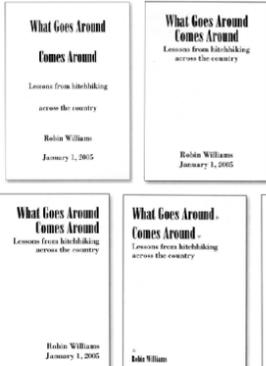 What Goes Around
Comes Around
Lessons from hitchhiking
across the country
Robin Williams
January 1, 2005
What Goes Around
Comes Around
Lessons from hitchhiking
across the country
Robin Williams
January 1, 2005
What Goes Around
Comes Around
Lessons from hitchhiking
across the country
Robin Williams
January 1, 2005
What Goes Around
Comes Around
Lessons from hitchhiking
across the country
Robin Williams